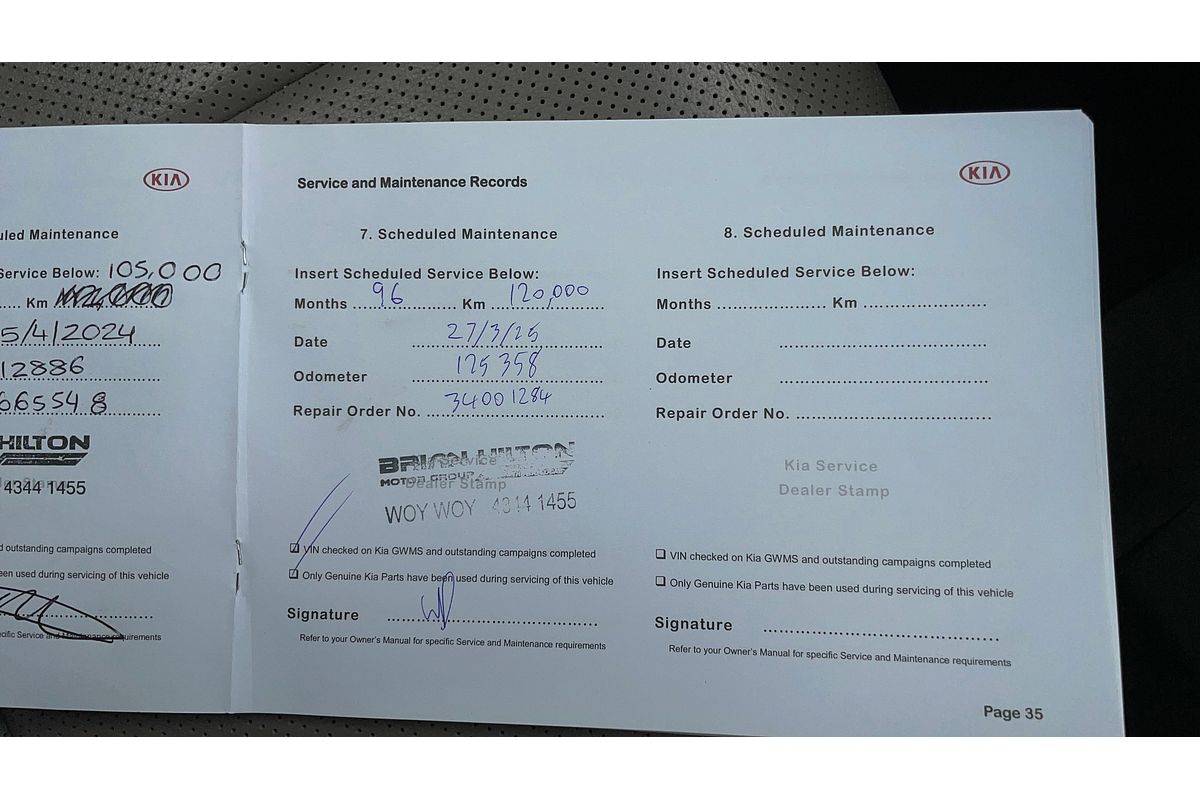 KIA
uled Maintenance
Service Below: 105,000
Km
5/4/2024
12886
665548
HILTON
4344 1455
outstanding campaigns completed
een used during servicing of this vehicle
cific Service and Maintenance requirements
Service and Maintenance Records
KIA
7. Scheduled Maintenance
Insert Scheduled Service Below:
Months 96 Km 120,000
Date 27/3/25
Odometer 125 358
Repair Order No. 34001284
BRIAN HILTON
MOTOR GROUP
Kia Service
Dealer Stamp
WOY WOY 4344 1455
VIN checked on Kia GWMS and outstanding campaigns completed
Only Genuine Kia Parts have been used during servicing of this vehicle
Signature
Refer to your Owner's Manual for specific Service and Maintenance requirements
8. Scheduled Maintenance
Insert Scheduled Service Below:
Months Km
Date
Odometer
Repair Order No.
Kia Service
Dealer Stamp
VIN checked on Kia GWMS and outstanding campaigns completed
Only Genuine Kia Parts have been used during servicing of this vehicle
Signature
Refer to your Owner's Manual for specific Service and Maintenance requirements
Page 35